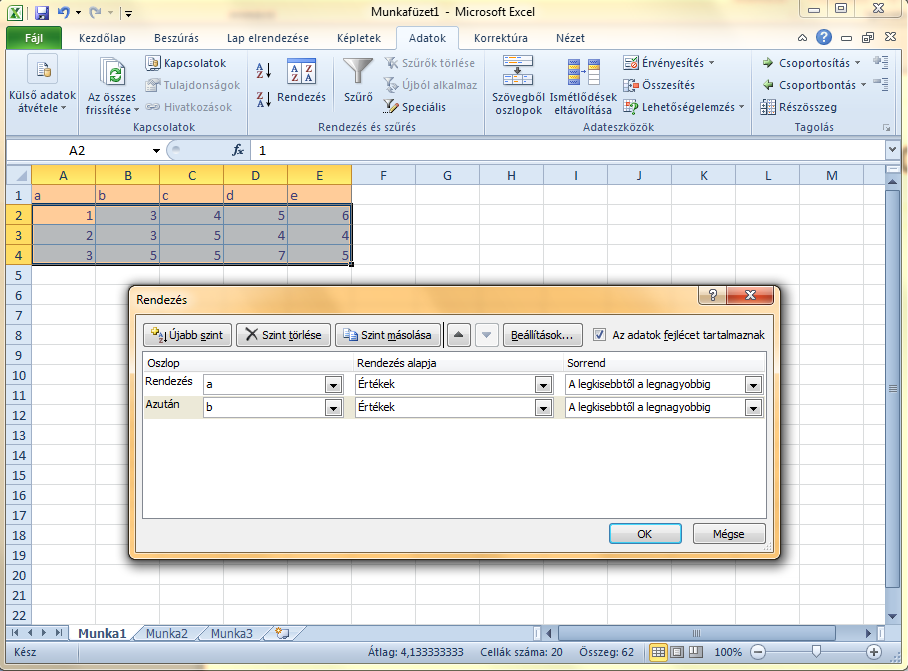 Munkafüzet1 - Microsoft Excel
Fájl Kezdőlap Beszúrás Lap elrendezése Képletek Adatok Korrektúra Nézet
Külső adatok átvétele
Az összes frissítése
Kapcsolatok
Tulajdonságok
Hivatkozások
Kapcsolatok
Rendezés
Szűrő
Szűrők törlése
Újból alkalmaz
Speciális
Rendezés és szűrés
Szövegből oszlopok
Ismétlődések eltávolítása
Érvényesítés
Összesítés
Lehetőségelemzés
Adateszközök
Csoportosítás
Csoportbontás
Részösszeg
Tagolás
A2 fx 1
A B C D E F G H I J K L M
1 a b c d e
2 1 3 4 5 6
3 2 3 5 4 4
4 3 5 5 7 5
5
6
7
8
9
10
11
12
13
14
15
16
17
18
19
20
21
22
Rendezés
Újabb szint Szint törlése Szint másolása Beállítások... Az adatok fejlécet tartalmaznak
Oszlop Rendezés alapja Sorrend
Rendezés a Értékek A legkisebbtől a legnagyobbig
Azután b Értékek A legkisebbtől a legnagyobbig
OK Mégse
Munka1 Munka2 Munka3
Kész Átlag: 4,133333333 Cellák száma: 20 Összeg: 62 100%